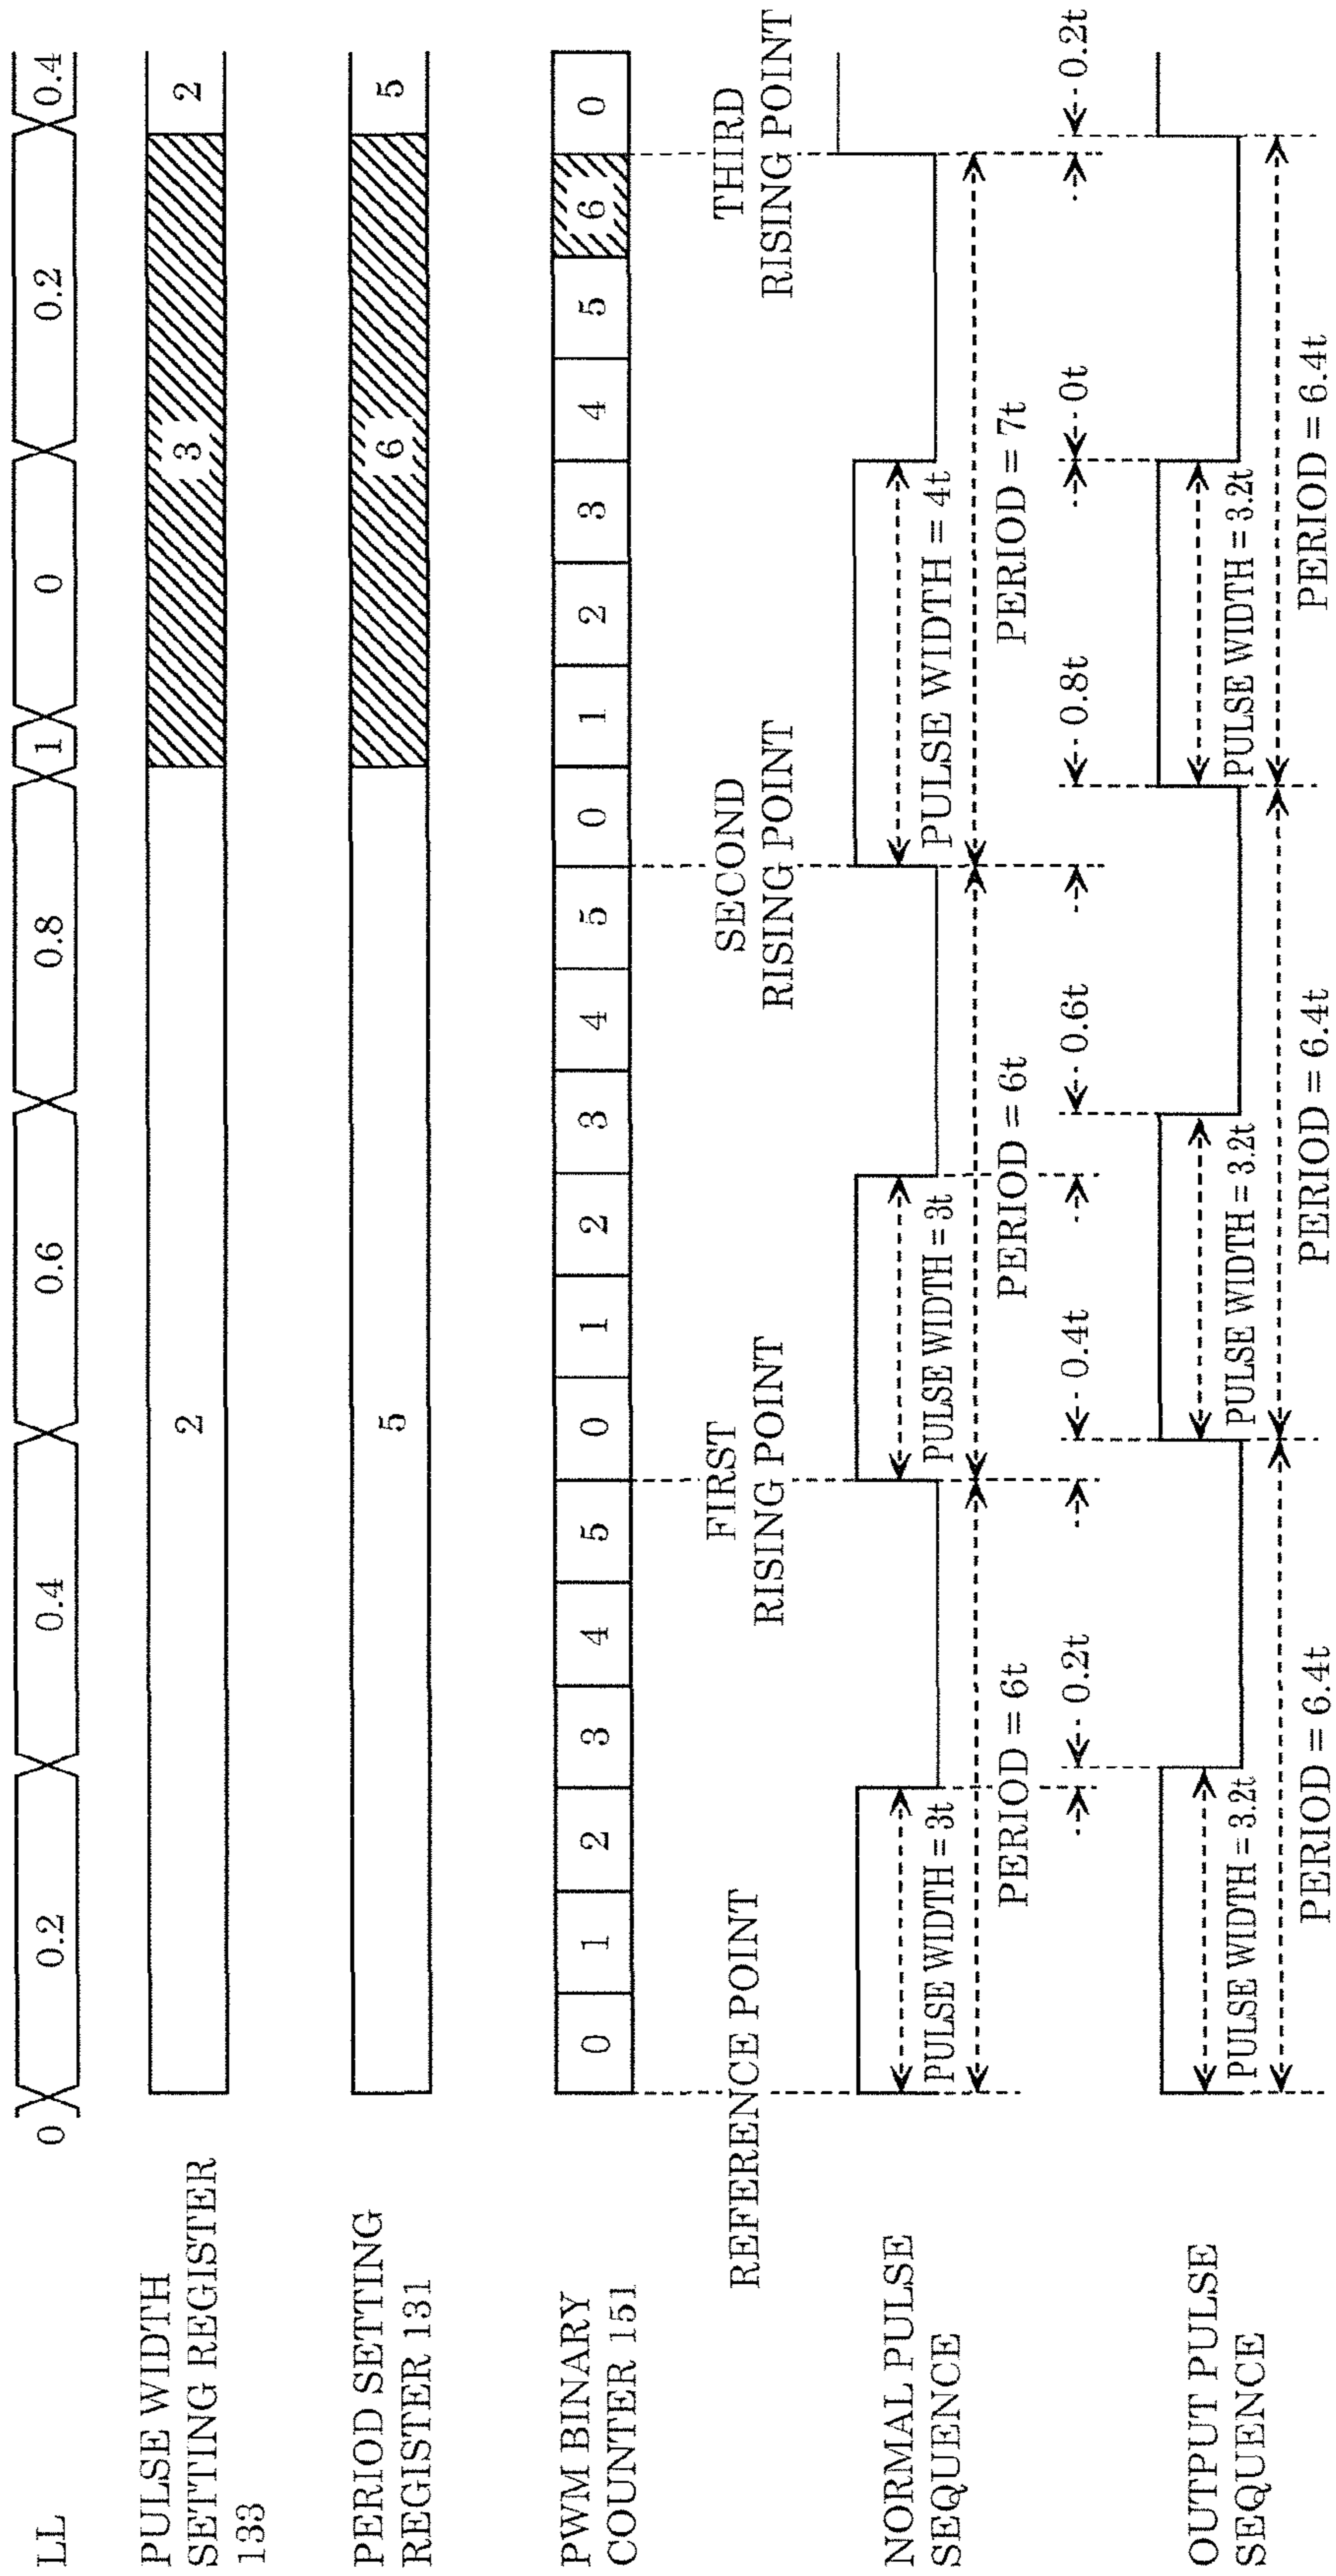 LL
0
0.2
0.4
0.6
0.8
1
0
0.2
0.4
PULSE WIDTH
SETTING REGISTER
133
2
3
2
PERIOD SETTING
REGISTER 131
5
6
5
PWM BINARY
COUNTER 151
0 1 2 3 4 5 0 1 2 3 4 5 0 1 2 3 4 5 6 0
REFERENCE POINT
FIRST
RISING POINT
SECOND
RISING POINT
THIRD
RISING POINT
NORMAL PULSE
SEQUENCE
PULSE WIDTH = 3t
PULSE WIDTH = 3t
PULSE WIDTH = 4t
PERIOD = 6t
PERIOD = 6t
PERIOD = 7t
0.2t
0.4t
0.6t
0.8t
0t
0.2t
OUTPUT PULSE
SEQUENCE
PULSE WIDTH = 3.2t
PULSE WIDTH = 3.2t
PULSE WIDTH = 3.2t
PERIOD = 6.4t
PERIOD = 6.4t
PERIOD = 6.4t